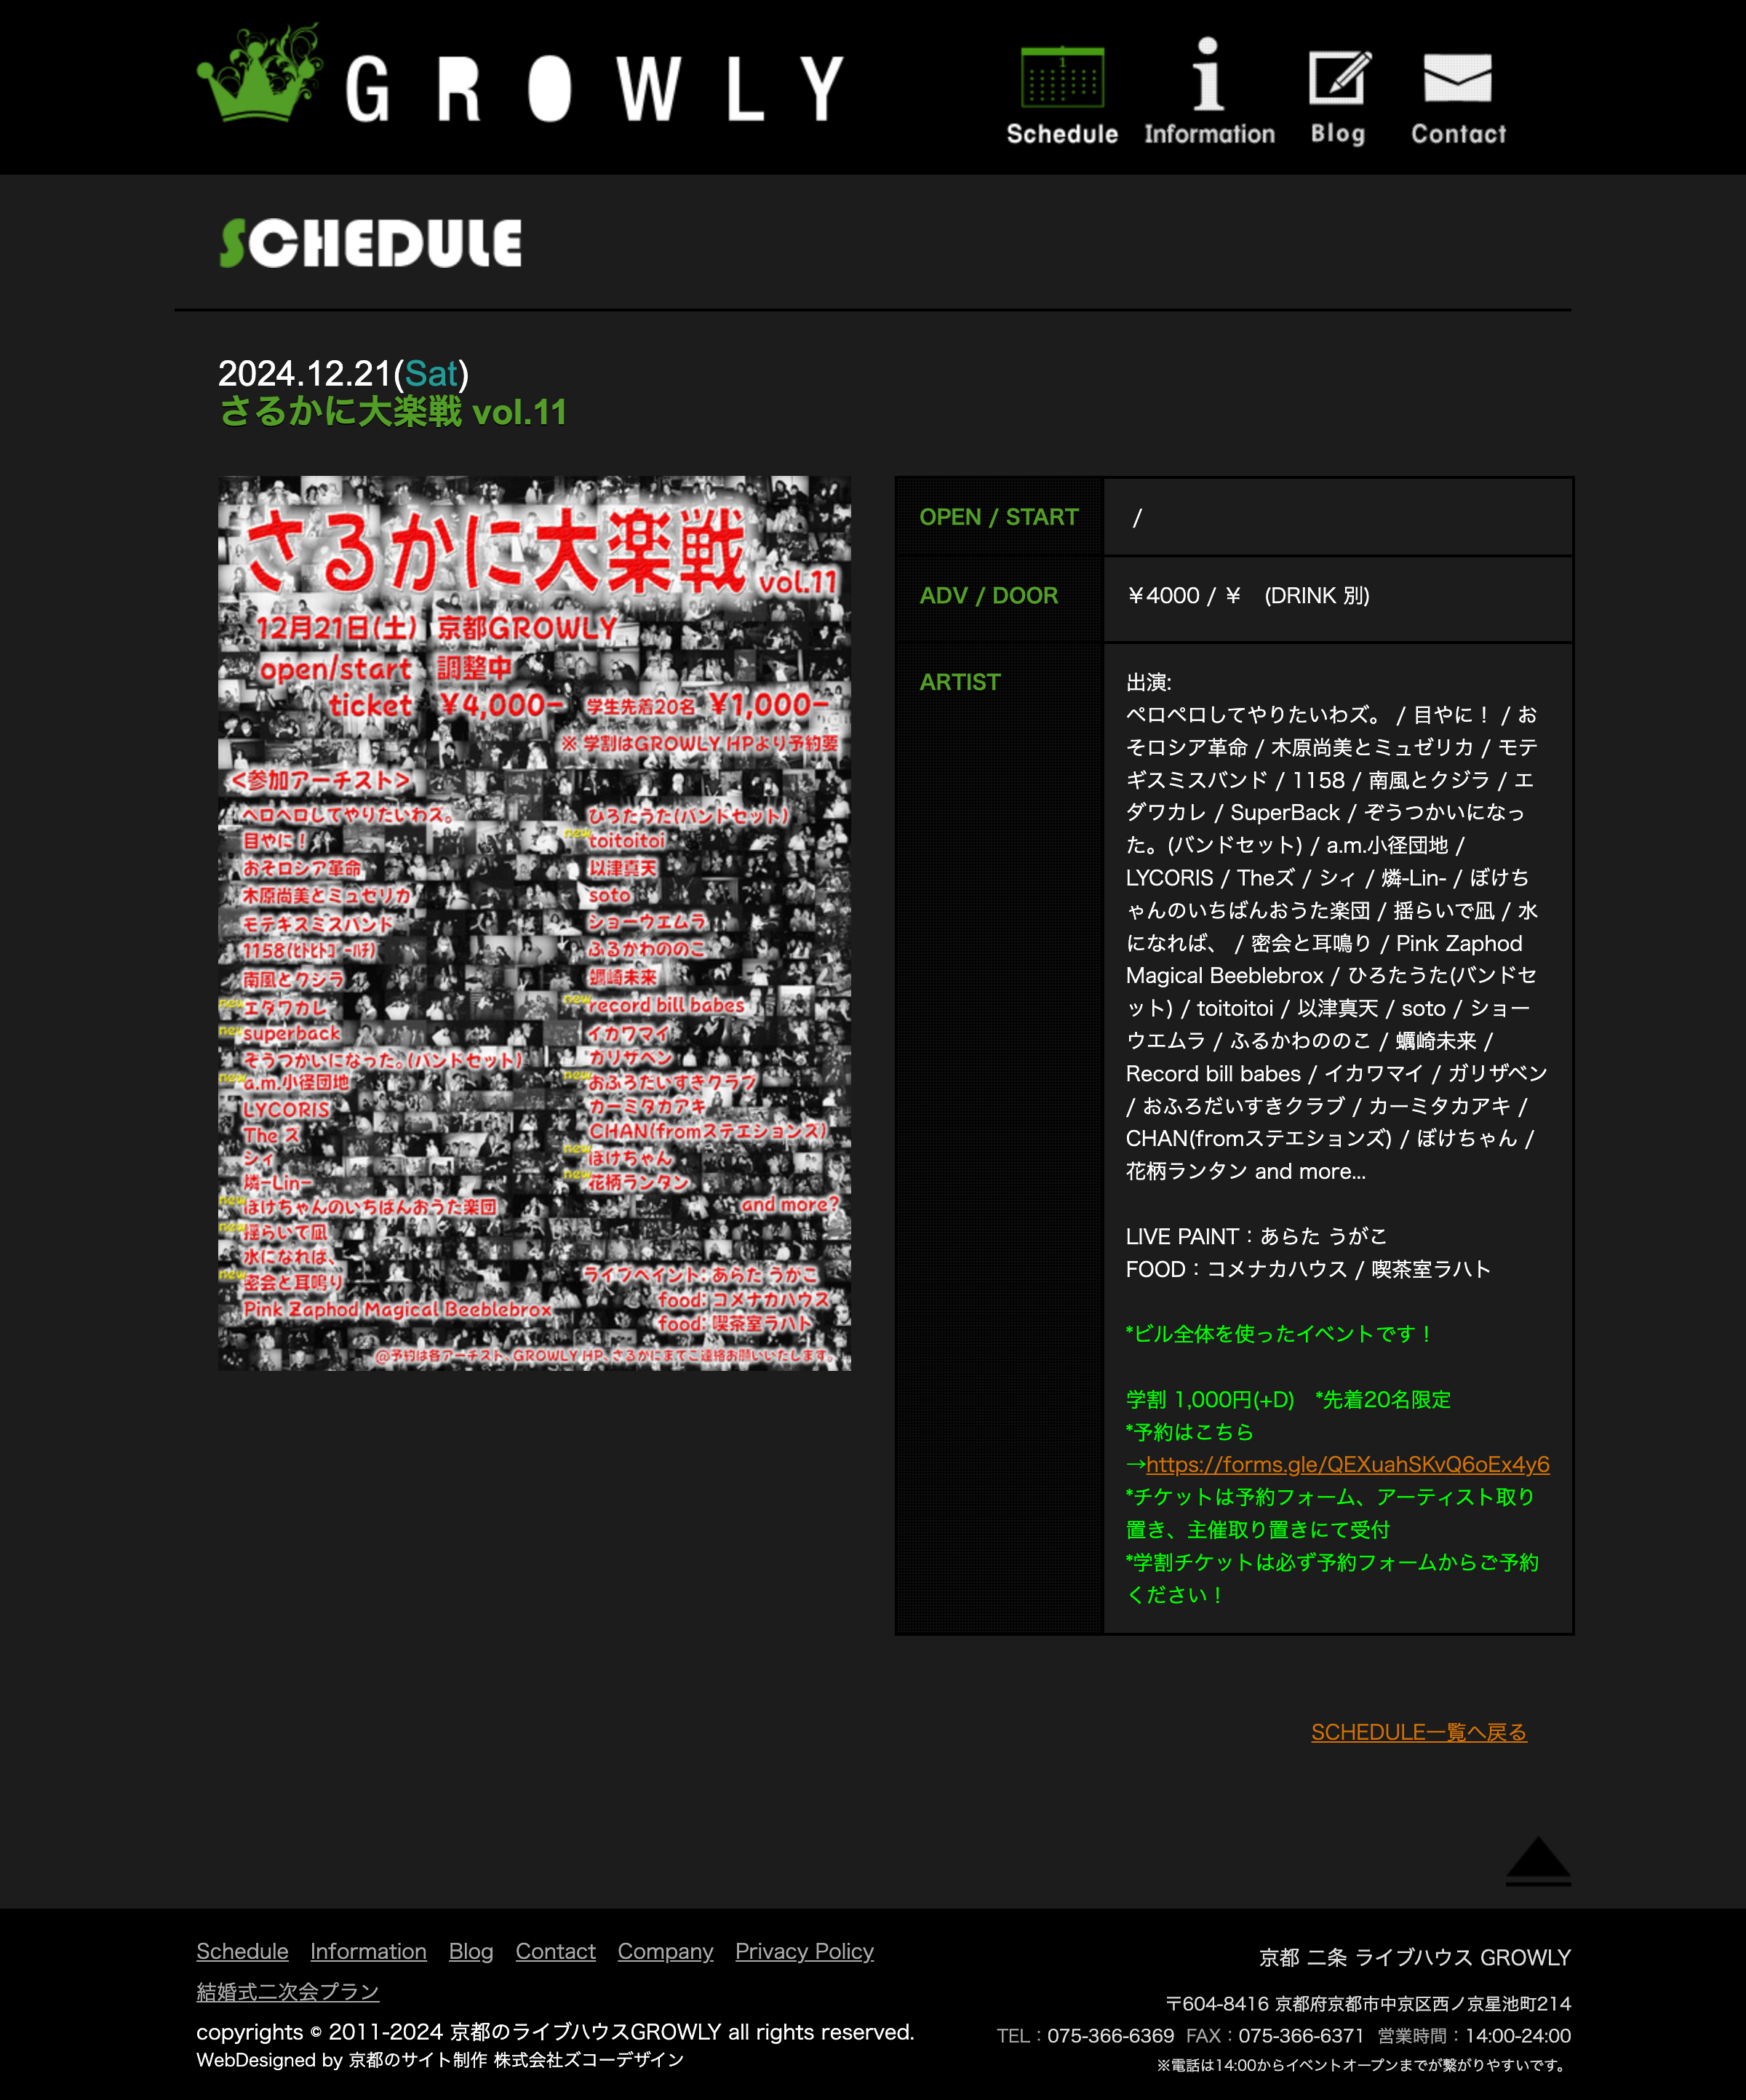 GROWLY
Schedule
Information
Blog
Contact
SCHEDULE
2024.12.21(Sat)
さるかに大楽戦 vol.11
さるかに大楽戦 vol.11
12月21日(土) 京都GROWLY
open/start 調整中
ticket ¥4,000- 学生先着20名 ¥1,000-
※ 学割はGROWLY HPより予約要
<参加アーチスト>
ペロペロしてやりたいわズ。
目やに!
おそロシア革命
木原尚美とミュゼリカ
モテギスミスバンド
1158(ﾋﾄﾋﾄｺﾞｰﾙﾁ)
南風とクジラ
new エダワカレ
new superback
ぞうつかいになった。(バンドセット)
new a.m.小径団地
LYCORIS
The ズ
シィ
燐-Lin-
new ぼけちゃんのいちばんおうた楽団
new 揺らいで凪
水になれば、
new 密会と耳鳴り
Pink Zaphod Magical Beeblebrox
ひろたうた(バンドセット)
new toitoitoi
以津真天
soto
ショーウエムラ
ふるかわののこ
蠣崎未来
new record bill babes
イカワマイ
ガリザベン
new おふろだいすきクラブ
カーミタカアキ
CHAN(fromステエションズ)
new ぼけちゃん
new 花柄ランタン
and more?
ライブペイント: あらた うがこ
food: コメナカハウス
food: 喫茶室ラハト
@予約は各アーチスト、GROWLY HP、さるかにまでご連絡お願いいたします。
OPEN / START
/
ADV / DOOR
￥4000 / ￥ (DRINK 別)
ARTIST
出演:
ペロペロしてやりたいわズ。 / 目やに！ / お
そロシア革命 / 木原尚美とミュゼリカ / モテ
ギスミスバンド / 1158 / 南風とクジラ / エ
ダワカレ / SuperBack / ぞうつかいになっ
た。(バンドセット) / a.m.小径団地 /
LYCORIS / Theズ / シィ / 燐-Lin- / ぼけち
ゃんのいちばんおうた楽団 / 揺らいで凪 / 水
になれば、 / 密会と耳鳴り / Pink Zaphod
Magical Beeblebrox / ひろたうた(バンドセ
ット) / toitoitoi / 以津真天 / soto / ショー
ウエムラ / ふるかわののこ / 蠣崎未来 /
Record bill babes / イカワマイ / ガリザベン
/ おふろだいすきクラブ / カーミタカアキ /
CHAN(fromステエションズ) / ぼけちゃん /
花柄ランタン and more...
LIVE PAINT：あらた うがこ
FOOD：コメナカハウス / 喫茶室ラハト
*ビル全体を使ったイベントです！
学割 1,000円(+D) *先着20名限定
*予約はこちら
→https://forms.gle/QEXuahSKvQ6oEx4y6
*チケットは予約フォーム、アーティスト取り
置き、主催取り置きにて受付
*学割チケットは必ず予約フォームからご予約
ください！
SCHEDULE一覧へ戻る
Schedule Information Blog Contact Company Privacy Policy
結婚式二次会プラン
copyrights © 2011-2024 京都のライブハウスGROWLY all rights reserved.
WebDesigned by 京都のサイト制作 株式会社ズコーデザイン
京都 二条 ライブハウス GROWLY
〒604-8416 京都府京都市中京区西ノ京星池町214
TEL：075-366-6369 FAX：075-366-6371 営業時間：14:00-24:00
※電話は14:00からイベントオープンまでが繋がりやすいです。